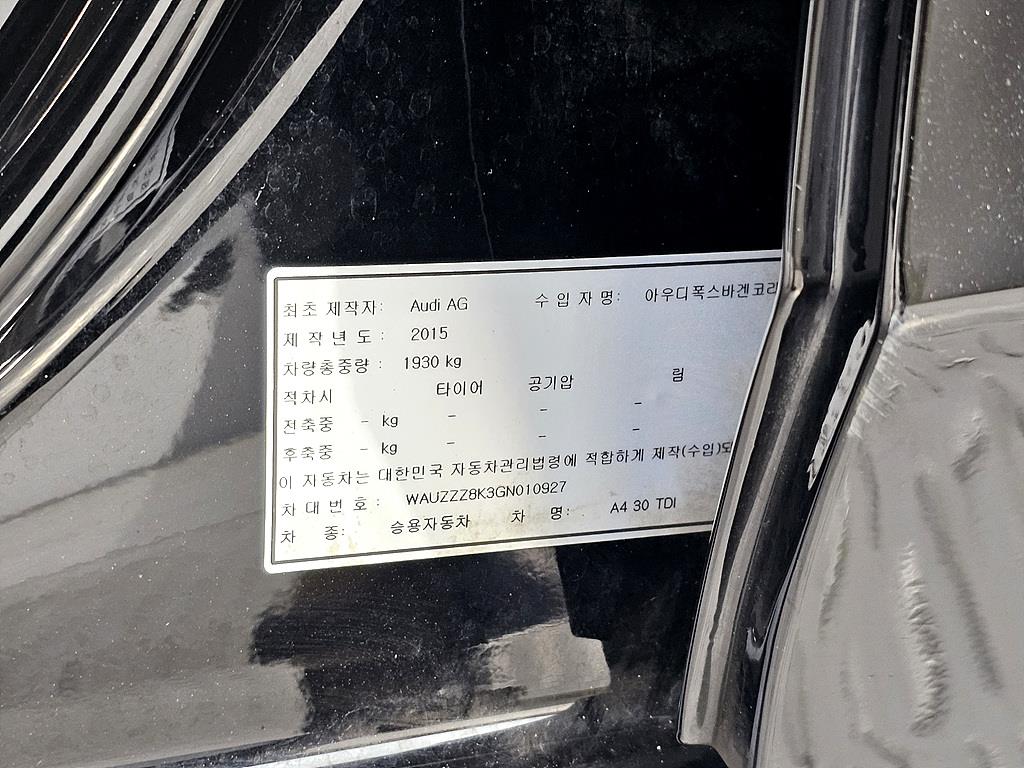 최초 제작자: Audi AG 수 입 자 명: 아우디폭스바겐코리
제 작 년 도 : 2015
차량총중량 : 1930 kg
적차시 타이어 공기압 림
전축중 - kg - - -
후축중 - kg - - -
이 자동차는 대한민국 자동차관리법령에 적합하게 제작(수입)되
차 대 번 호 : WAUZZZ8K3GN010927
차 종: 승용자동차 차 명: A4 30 TDI